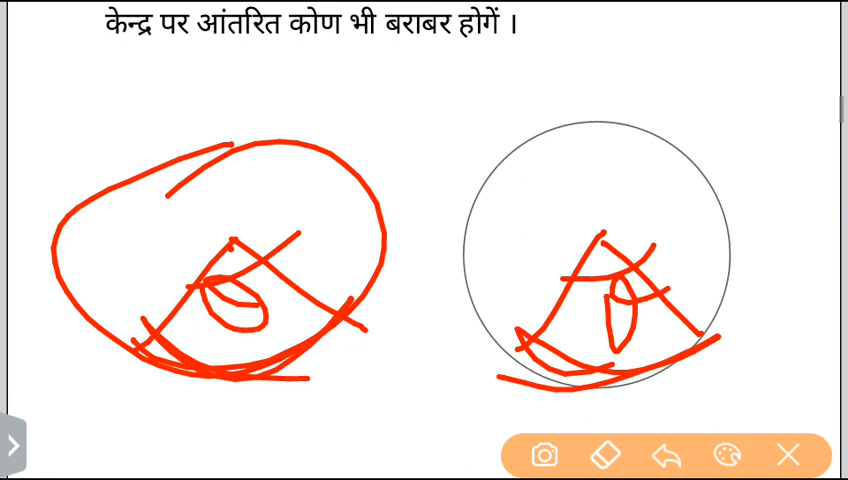 केन्द्र पर आंतरित कोण भी बराबर होगें ।